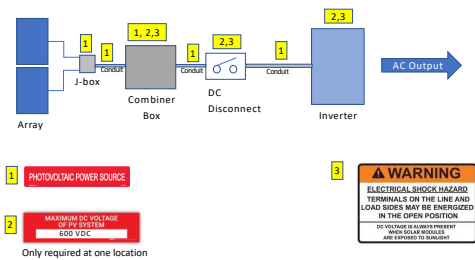 1, 2,3
2,3
1
1
2,3
1
1
AC Output
Conduit
J-box
Conduit
Conduit
Combiner
Box
DC
Disconnect
Inverter
Array
1
PHOTOVOLTAIC POWER SOURCE
2
MAXIMUM DC VOLTAGE
OF PV SYSTEM
600 VDC
Only required at one location
3
WARNING
ELECTRICAL SHOCK HAZARD
TERMINALS ON THE LINE AND
LOAD SIDES MAY BE ENERGIZED
IN THE OPEN POSITION
DC VOLTAGE IS ALWAYS PRESENT
WHEN SOLAR MODULES
ARE EXPOSED TO SUNLIGHT